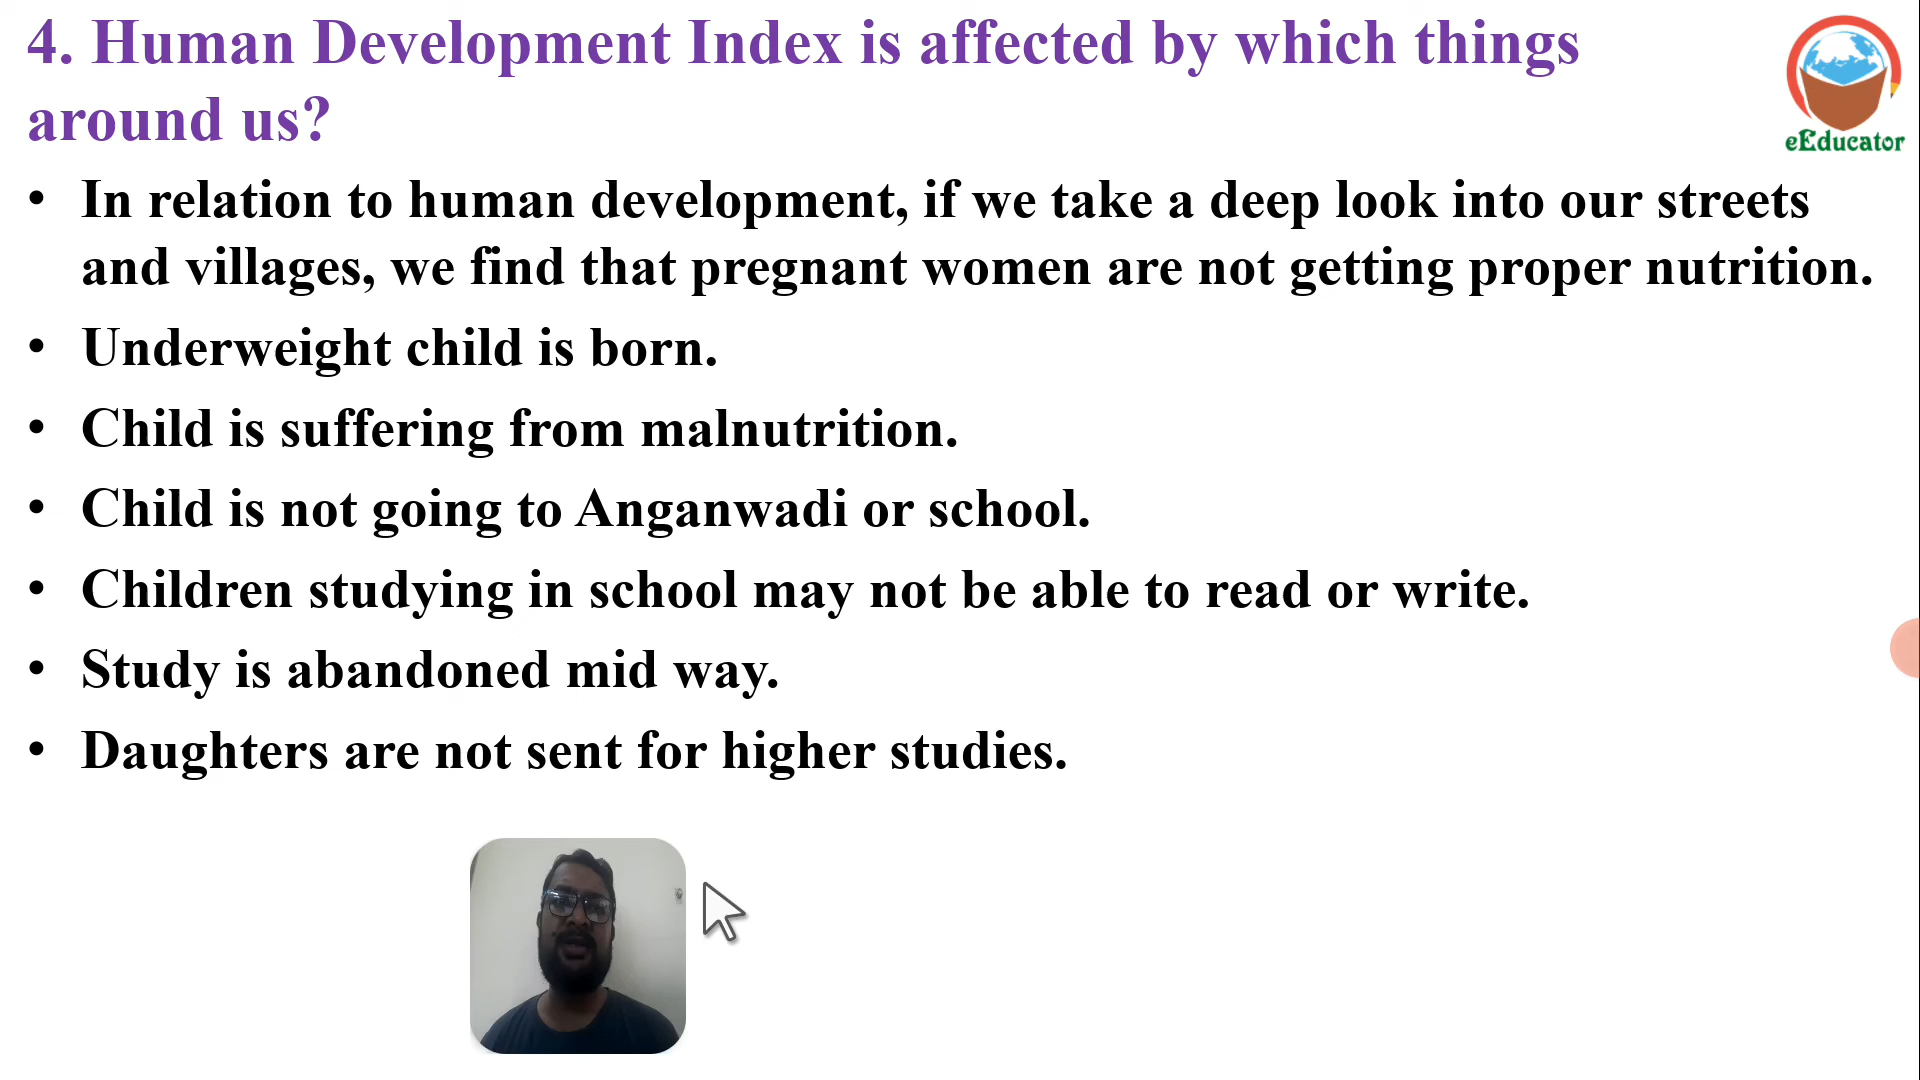 4. Human Development Index is affected by which things
around us?
eEducator
• In relation to human development, if we take a deep look into our streets
and villages, we find that pregnant women are not getting proper nutrition.
• Underweight child is born.
• Child is suffering from malnutrition.
• Child is not going to Anganwadi or school.
• Children studying in school may not be able to read or write.
• Study is abandoned mid way.
• Daughters are not sent for higher studies.